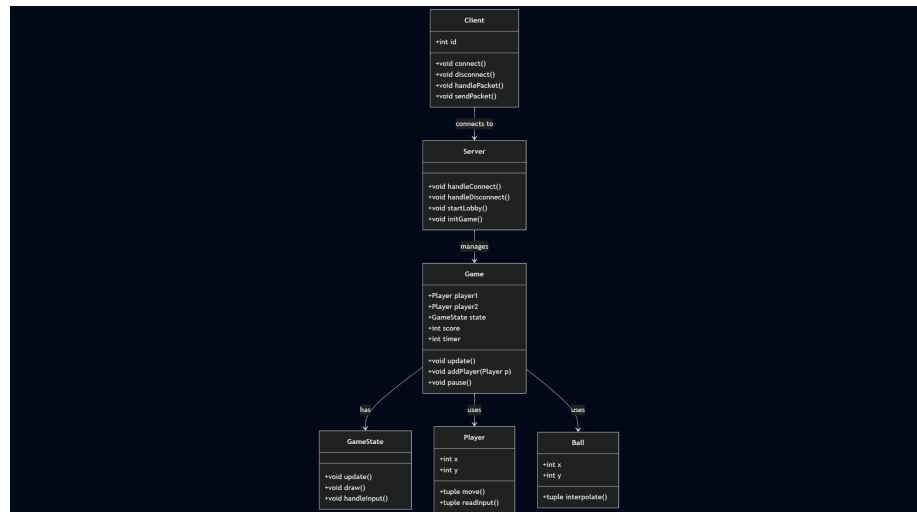 Client
+int id
+void connect()
+void disconnect()
+void handlePacket()
+void sendPacket()
connects to
Server
+void handleConnect()
+void handleDisconnect()
+void startLobby()
+void initGame()
manages
Game
+Player player1
+Player player2
+GameState state
+int score
+int timer
+void update()
+void addPlayer(Player p)
+void pause()
has
uses
uses
GameState
+void update()
+void draw()
+void handleInput()
Player
+int x
+int y
+tuple move()
+tuple readInput()
Ball
+int x
+int y
+tuple interpolate()